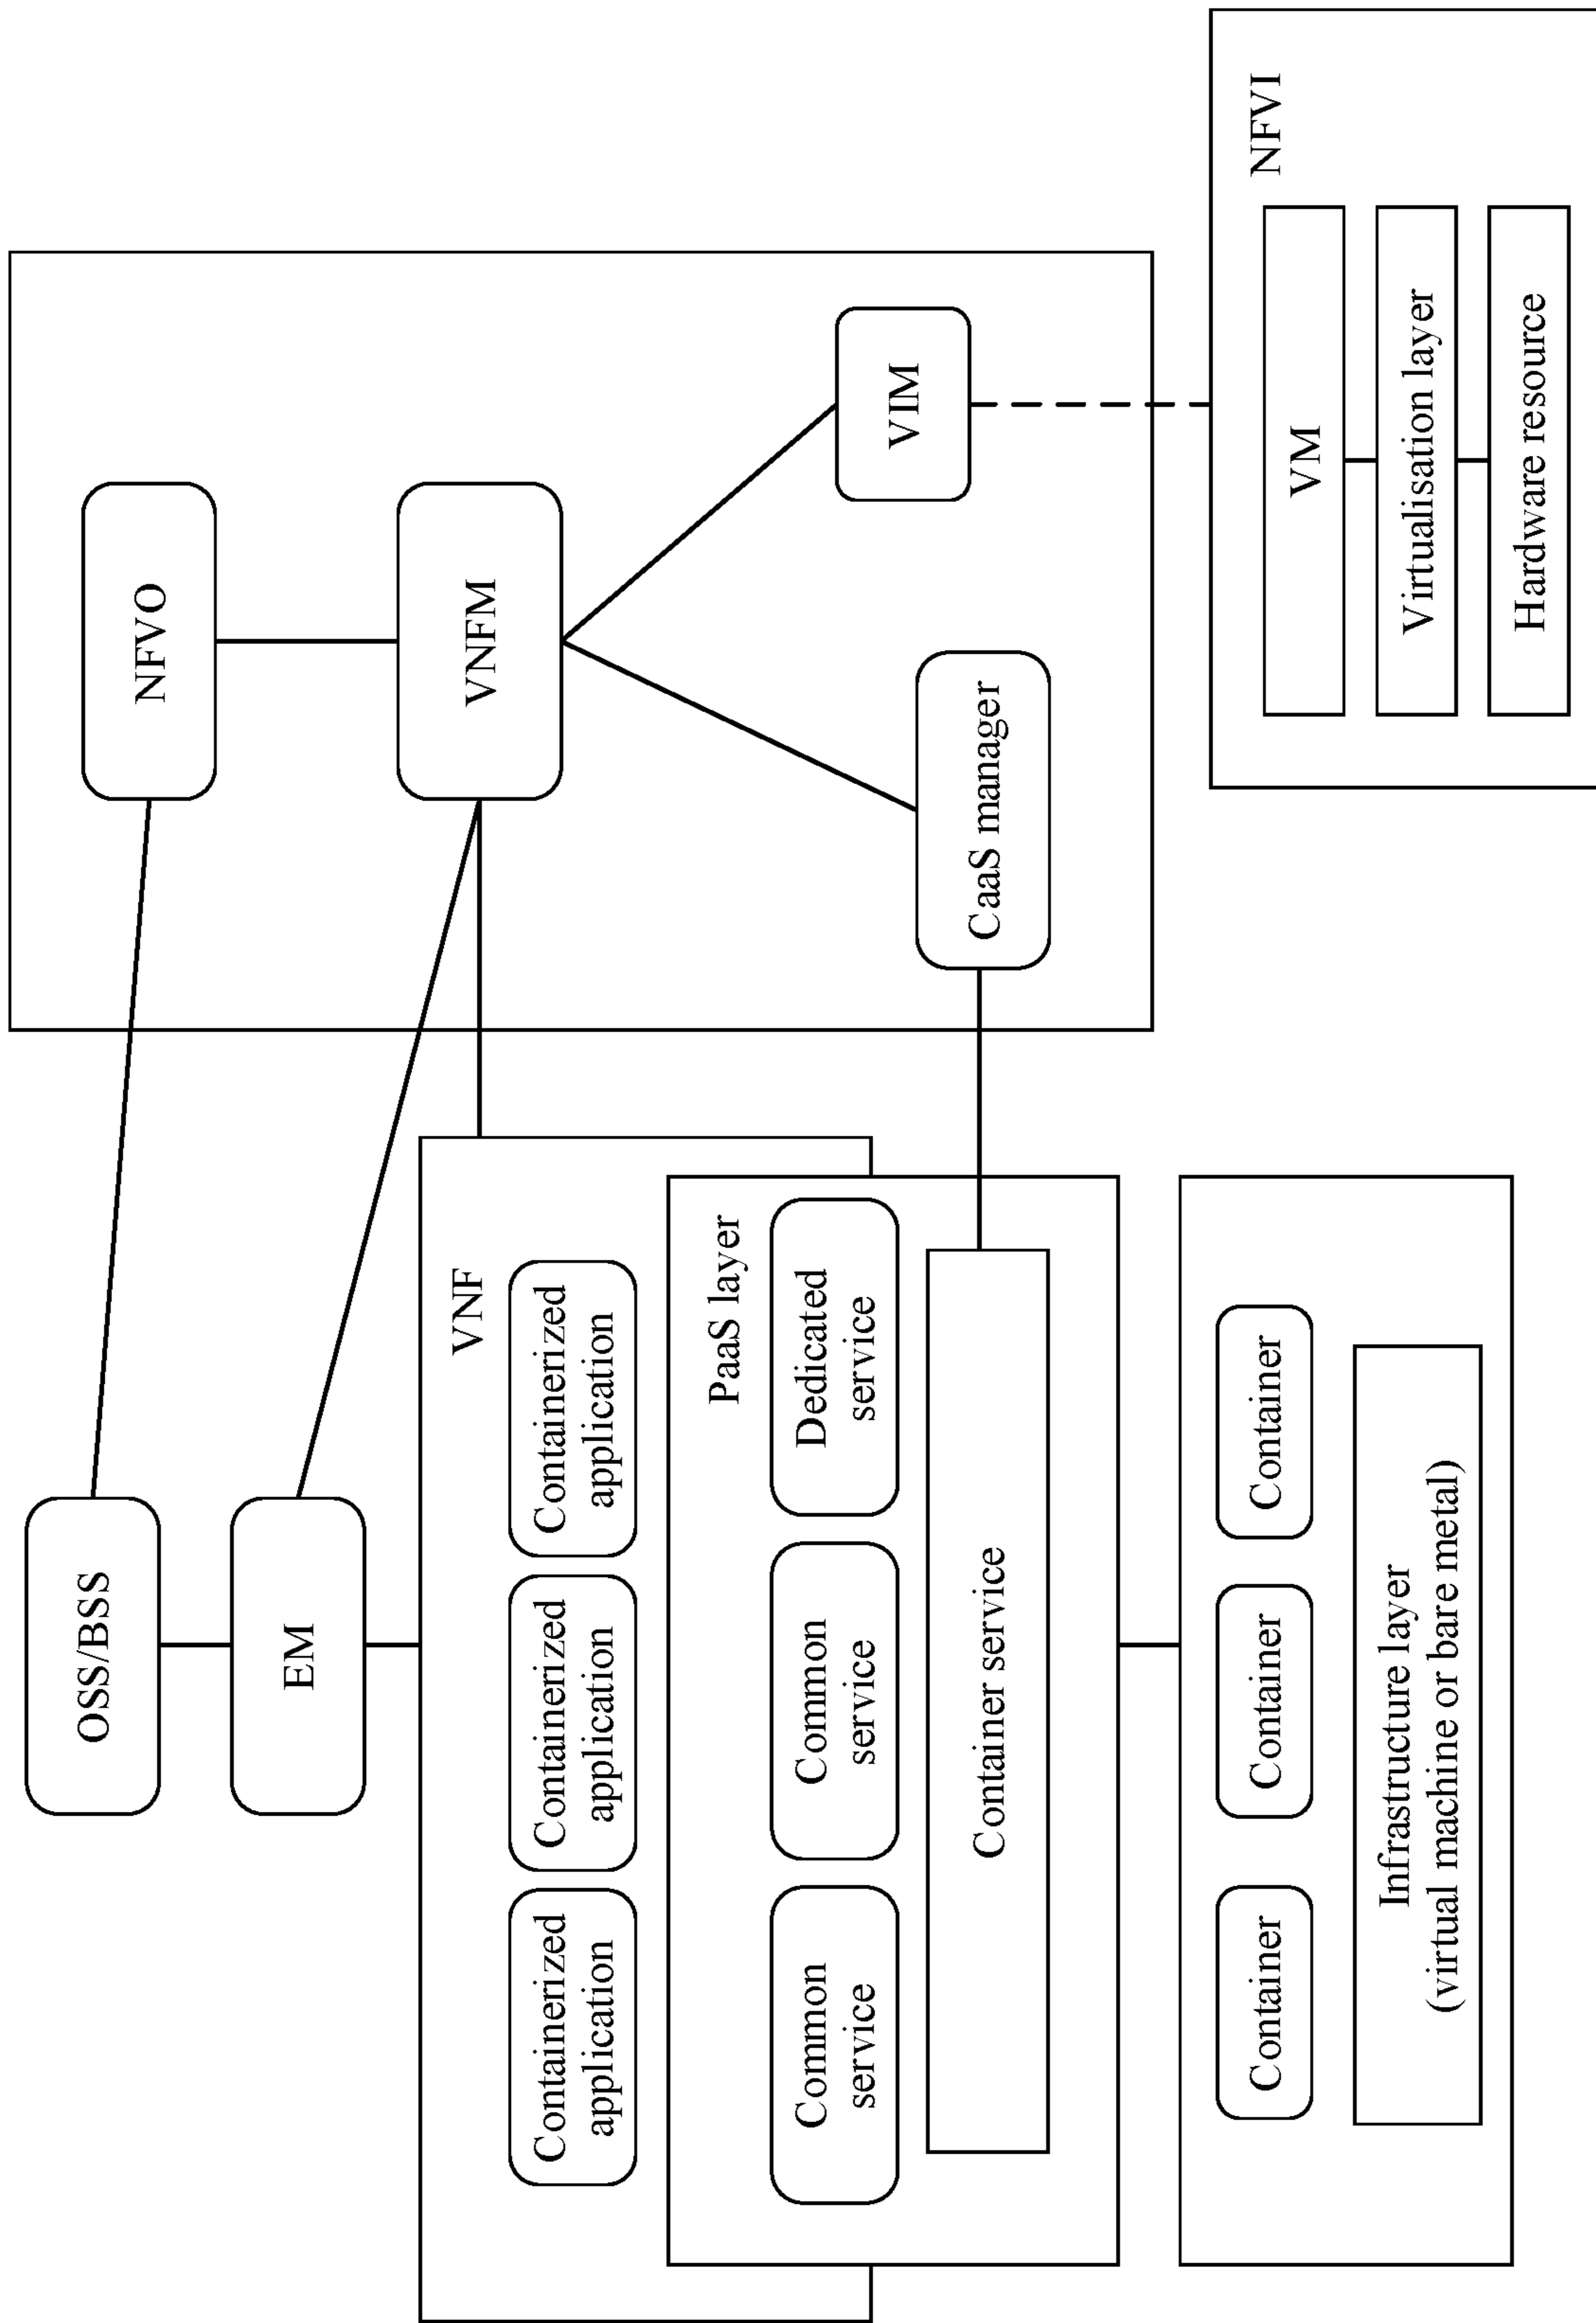 OSS/BSS
EM
NFVO
VNFM
VIM
CaaS manager
VNF
Containerized
application
Containerized
application
Containerized
application
PaaS layer
Common
service
Common
service
Dedicated
service
Container service
Container
Container
Container
Infrastructure layer
(virtual machine or bare metal)
NFVI
VM
Virtualisation layer
Hardware resource